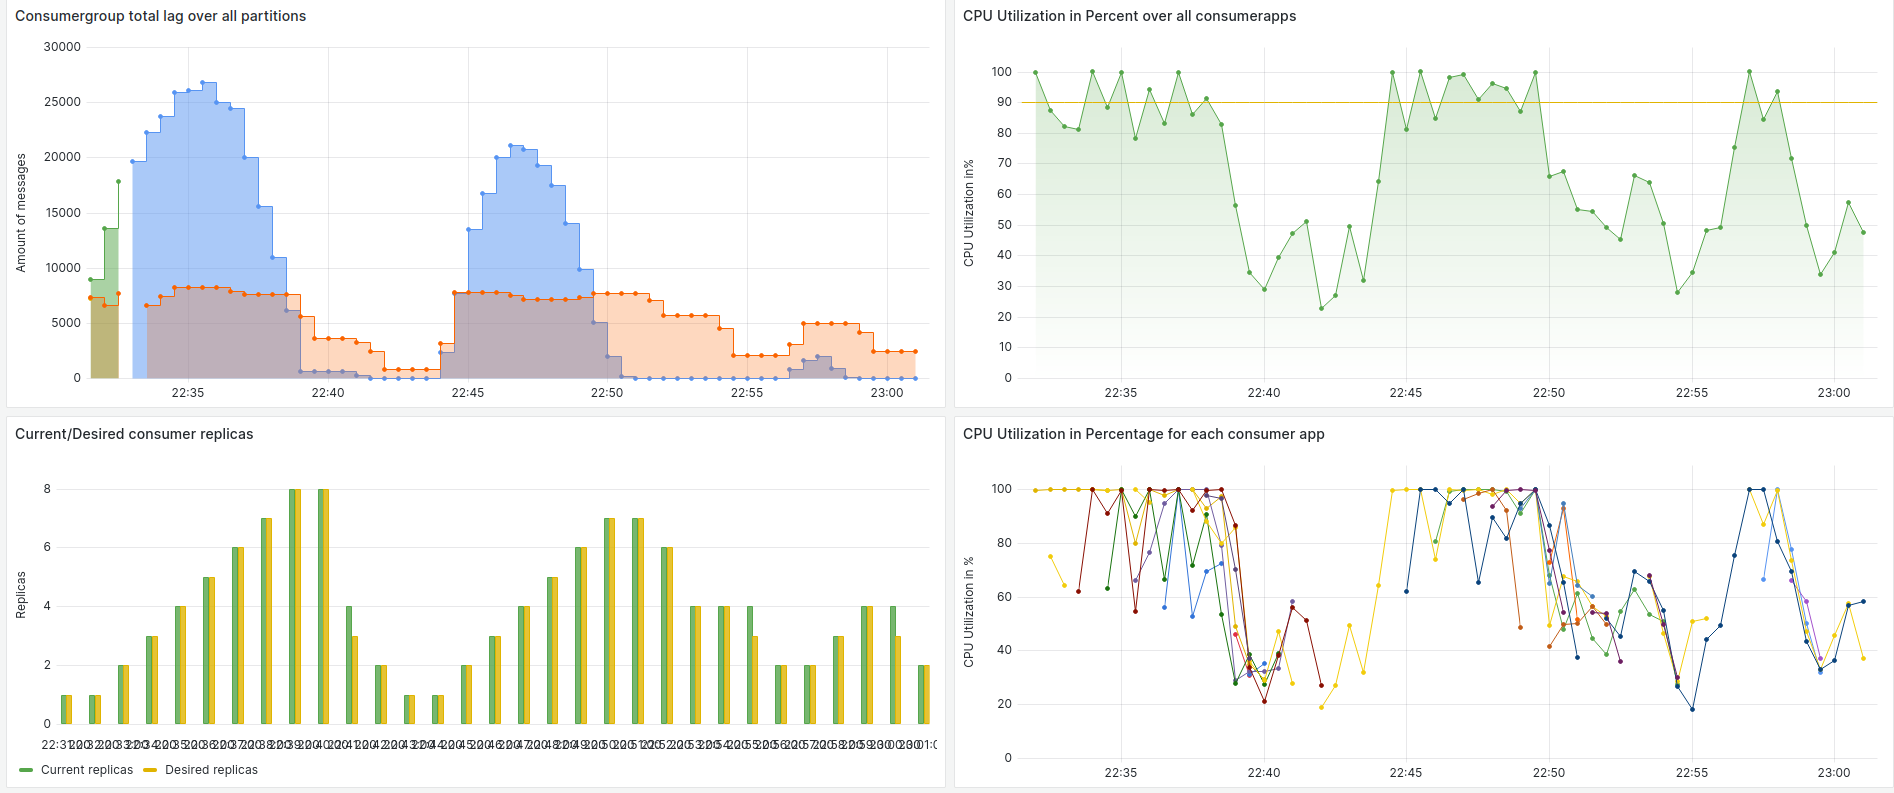 Consumergroup total lag over all partitions
Amount of messages
30000
25000
20000
15000
10000
5000
0
22:35 22:40 22:45 22:50 22:55 23:00
CPU Utilization in Percent over all consumerapps
CPU Utilization in%
100
90
80
70
60
50
40
30
20
10
0
22:35 22:40 22:45 22:50 22:55 23:00
Current/Desired consumer replicas
Replicas
8
6
4
2
0
Current replicas Desired replicas
CPU Utilization in Percentage for each consumer app
CPU Utilization in %
100
80
60
40
20
0
22:35 22:40 22:45 22:50 22:55 23:00